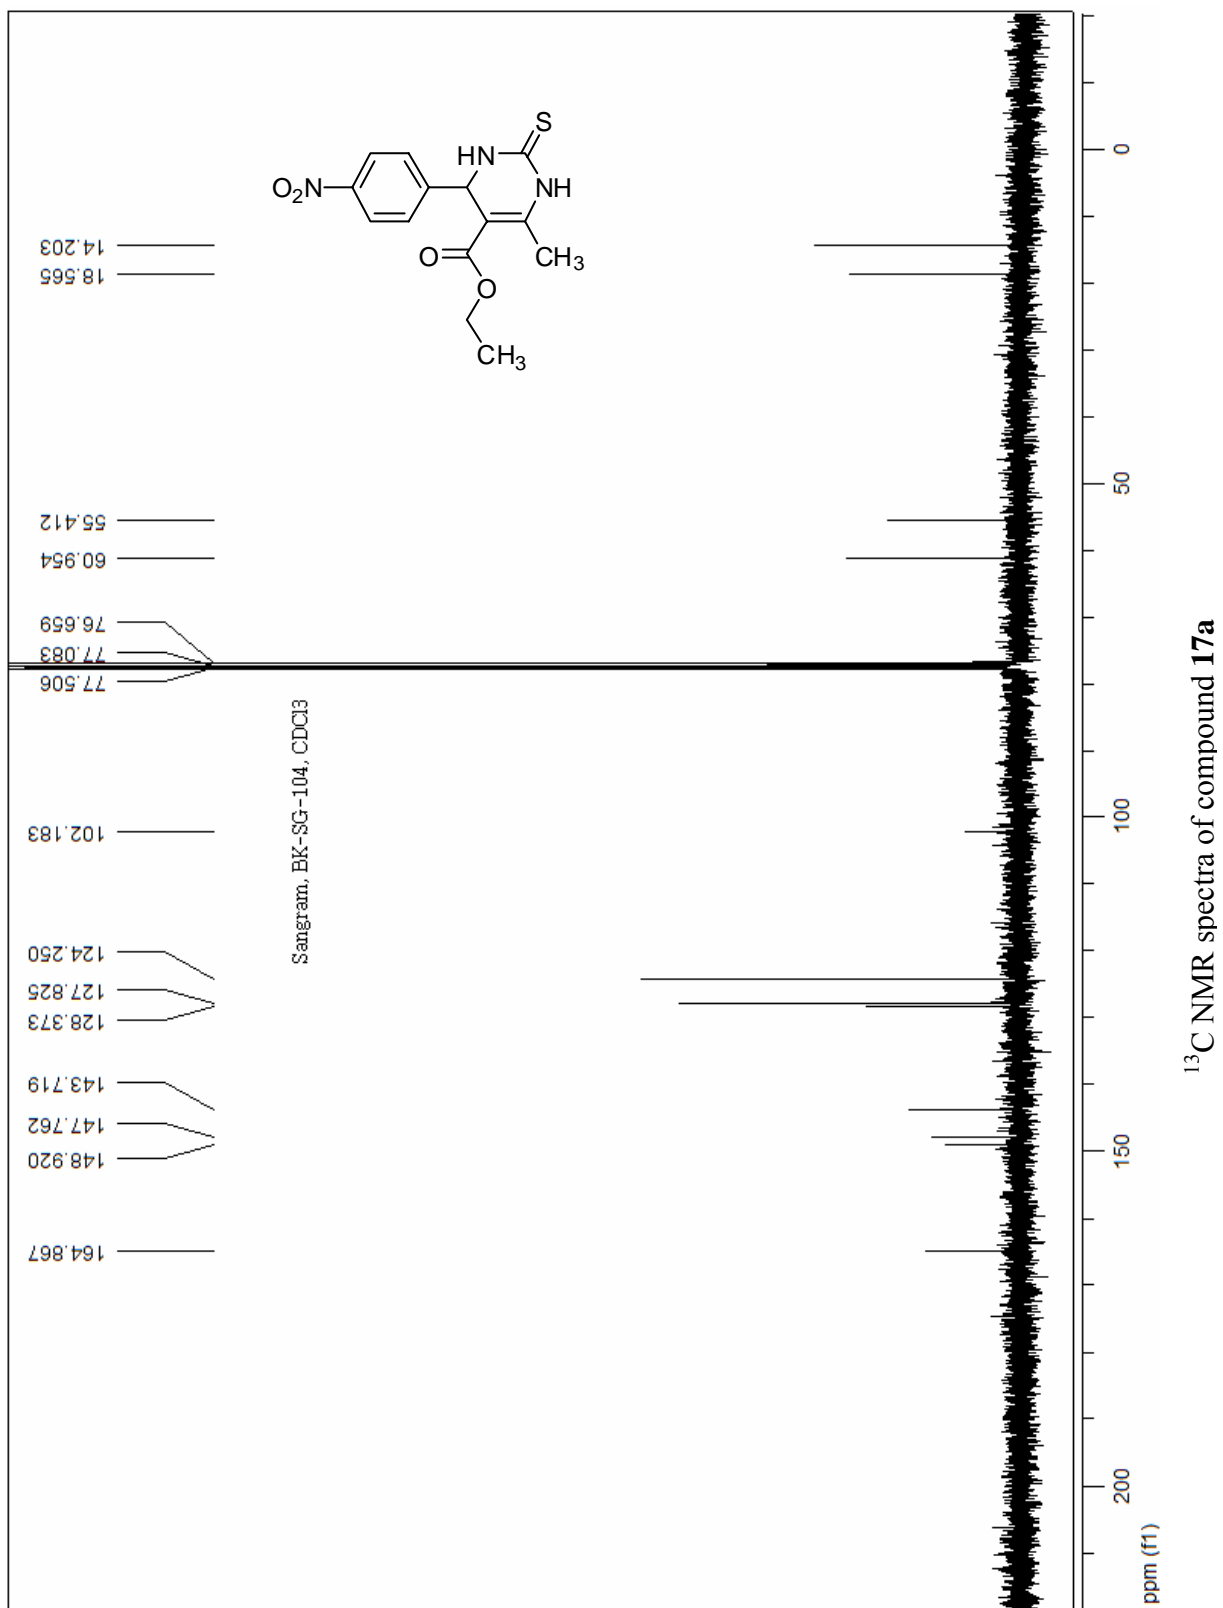 S
HN
NH
O₂N
O
CH₃
O
CH₃
14.203
18.565
55.412
60.954
76.659
77.083
77.506
102.183
124.250
127.825
128.373
143.719
147.762
148.920
164.867
Sangram, BK-SG-104, CDCl3
0
50
100
150
200
ppm (f1)
¹³C NMR spectra of compound 17a